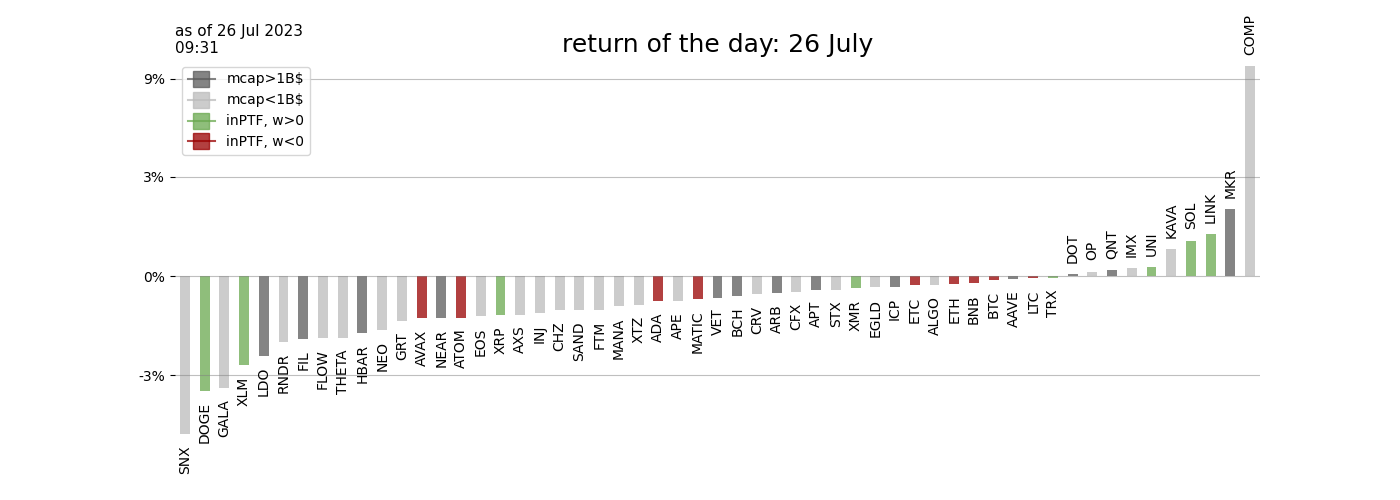 as of 26 Jul 2023
09:31
return of the day: 26 July
mcap>1B$
mcap<1B$
inPTF, w>0
inPTF, w<0
9%
3%
0%
-3%
SNX
DOGE
GALA
XLM
LDO
RNDR
FIL
FLOW
THETA
HBAR
NEO
GRT
AVAX
NEAR
ATOM
EOS
XRP
AXS
INJ
CHZ
SAND
FTM
MANA
XTZ
ADA
APE
MATIC
VET
BCH
CRV
ARB
CFX
APT
STX
XMR
EGLD
ICP
ETC
ALGO
ETH
BNB
BTC
AAVE
LTC
TRX
DOT
OP
QNT
IMX
UNI
KAVA
SOL
LINK
MKR
COMP